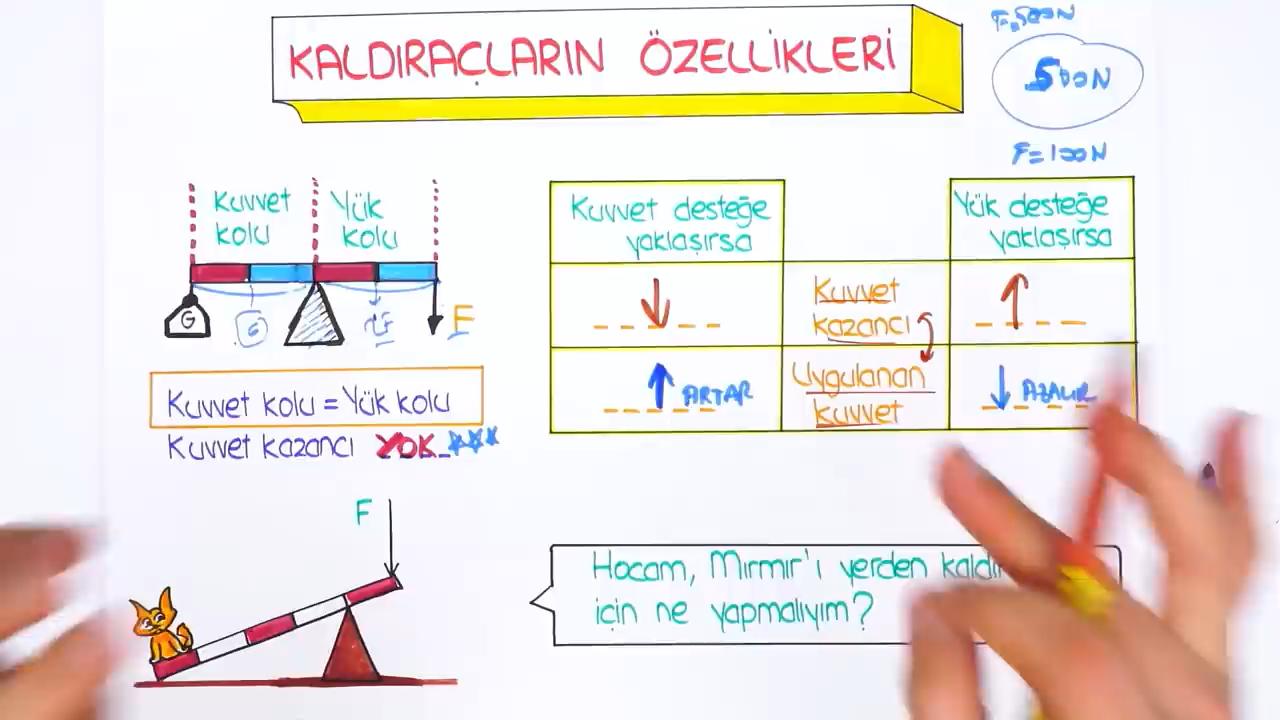 KALDIRAÇLARIN ÖZELLİKLERİ
500N
F=100N
Kuvvet kolu
Yük kolu
G
G
F
Kuvvet kolu = Yük kolu
Kuvvet kazancı YOK
Kuvvet desteğe
yaklaşırsa
Yük desteğe
yaklaşırsa
Kuvvet
kazancı
Uygulanan
kuvvet
ARTAR
AZALIR
F
Hocam, Mırmır'ı yerden
için ne yapmalıyım?